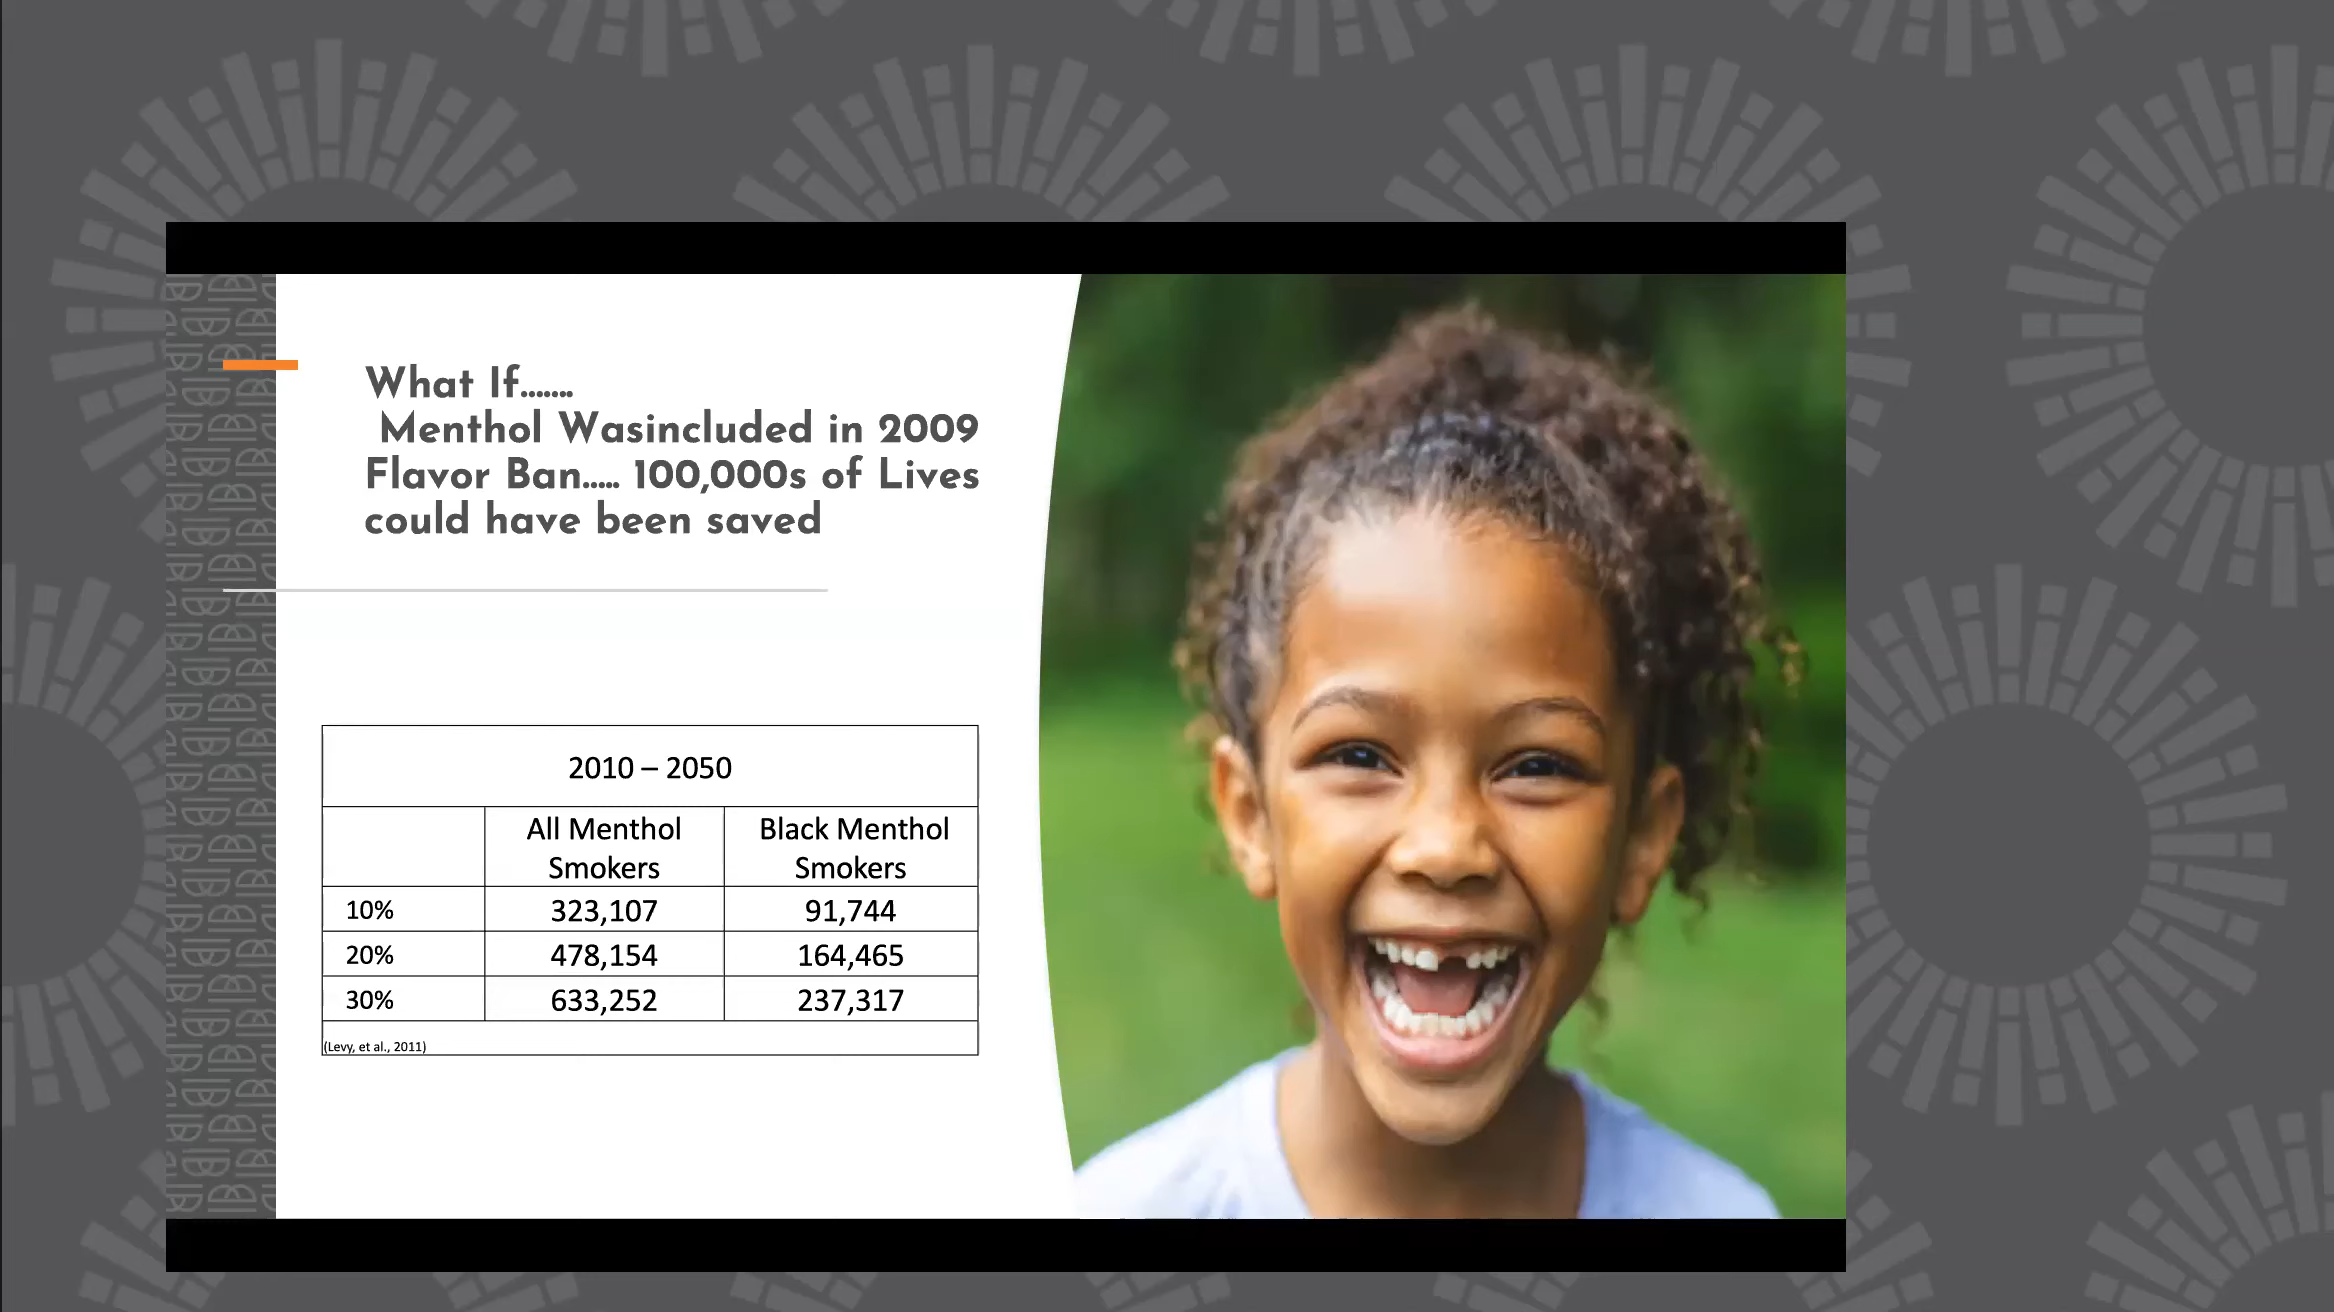 What If.......
Menthol Wasincluded in 2009
Flavor Ban..... 100,000s of Lives
could have been saved
2010 – 2050
All Menthol Smokers
Black Menthol Smokers
10% 323,107 91,744
20% 478,154 164,465
30% 633,252 237,317
(Levy, et al., 2011)